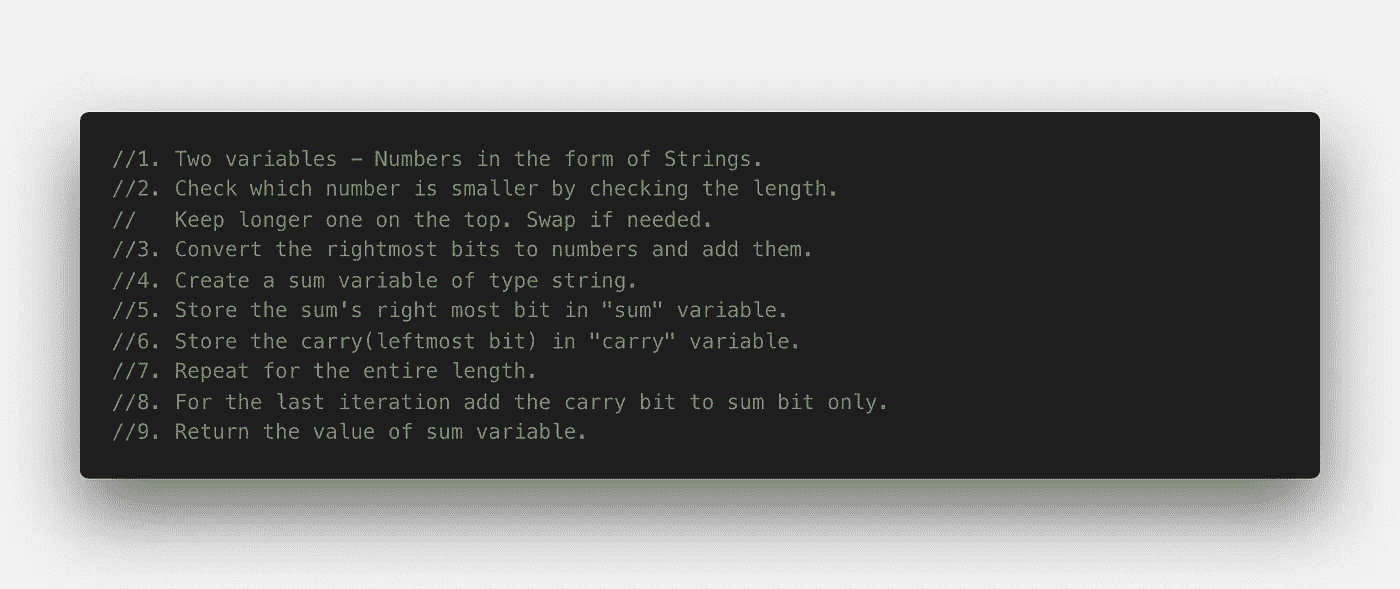 //1. Two variables – Numbers in the form of Strings.
//2. Check which number is smaller by checking the length.
//   Keep longer one on the top. Swap if needed.
//3. Convert the rightmost bits to numbers and add them.
//4. Create a sum variable of type string.
//5. Store the sum's right most bit in "sum" variable.
//6. Store the carry(leftmost bit) in "carry" variable.
//7. Repeat for the entire length.
//8. For the last iteration add the carry bit to sum bit only.
//9. Return the value of sum variable.